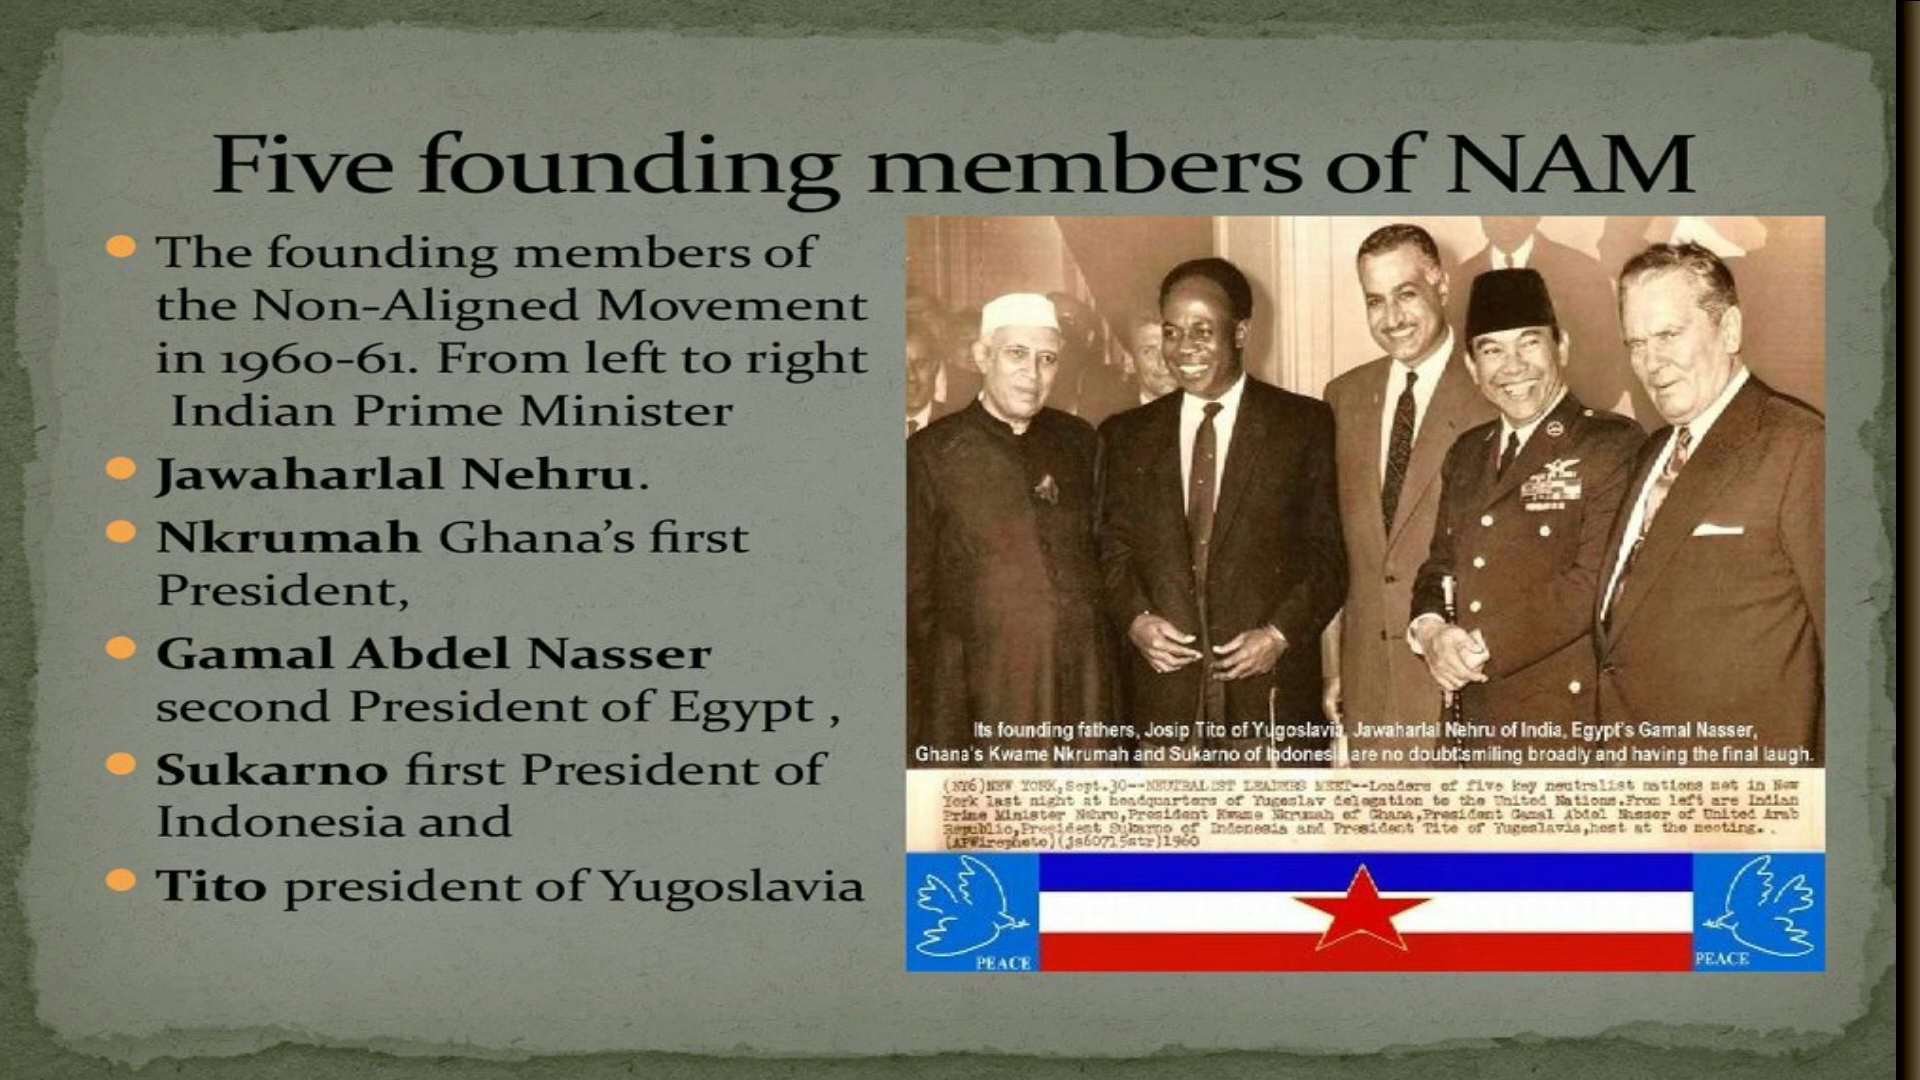 Five founding members of NAM
The founding members of
the Non-Aligned Movement
in 1960-61. From left to right
Indian Prime Minister
Jawaharlal Nehru.
Nkrumah Ghana’s first
President,
Gamal Abdel Nasser
second President of Egypt ,
Sukarno first President of
Indonesia and
Tito president of Yugoslavia
Its founding fathers, Josip Tito of Yugoslavia, Jawaharlal Nehru of India, Egypt's Gamal Nasser,
Ghana's Kwame Nkrumah and Sukarno of Indonesia are no doubt smiling broadly and having the final laugh.
(NY6)NEW YORK,Sept.30--NEUTRALIST LEADERS MEET--Leaders of five key neutralist nations met in New
York last night at headquarters of Yugoslav delegation to the United Nations.From left are Indian
Prime Minister Nehru,President Kwame Nkrumah of Ghana,President Gamal Abdel Nasser of United Arab
Republic,President Sukarno of Indonesia and President Tito of Yugoslavia,host at the meeting.
(APWirephoto)(js60715str)1960
PEACE
PEACE